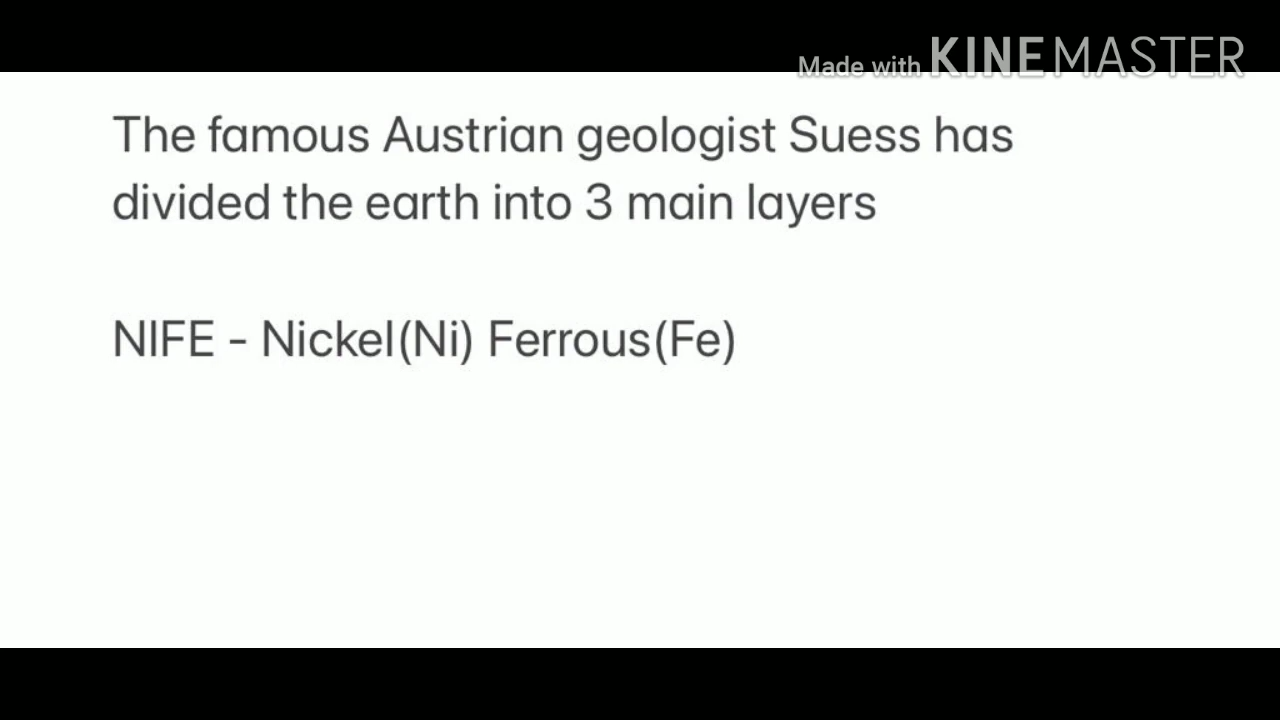 Made with KINEMASTER
The famous Austrian geologist Suess has
divided the earth into 3 main layers
NIFE - Nickel(Ni) Ferrous(Fe)